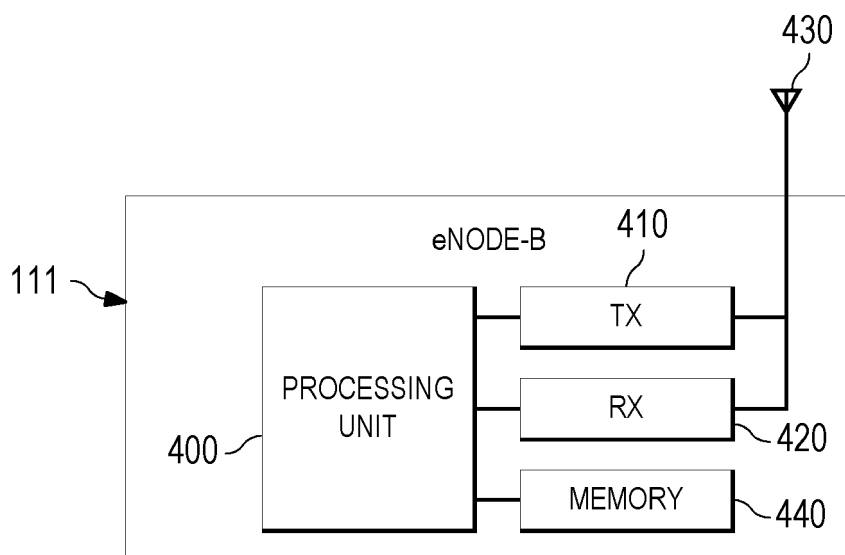 430
eNODE-B
410
111
TX
PROCESSING
UNIT
RX
400
420
MEMORY
440